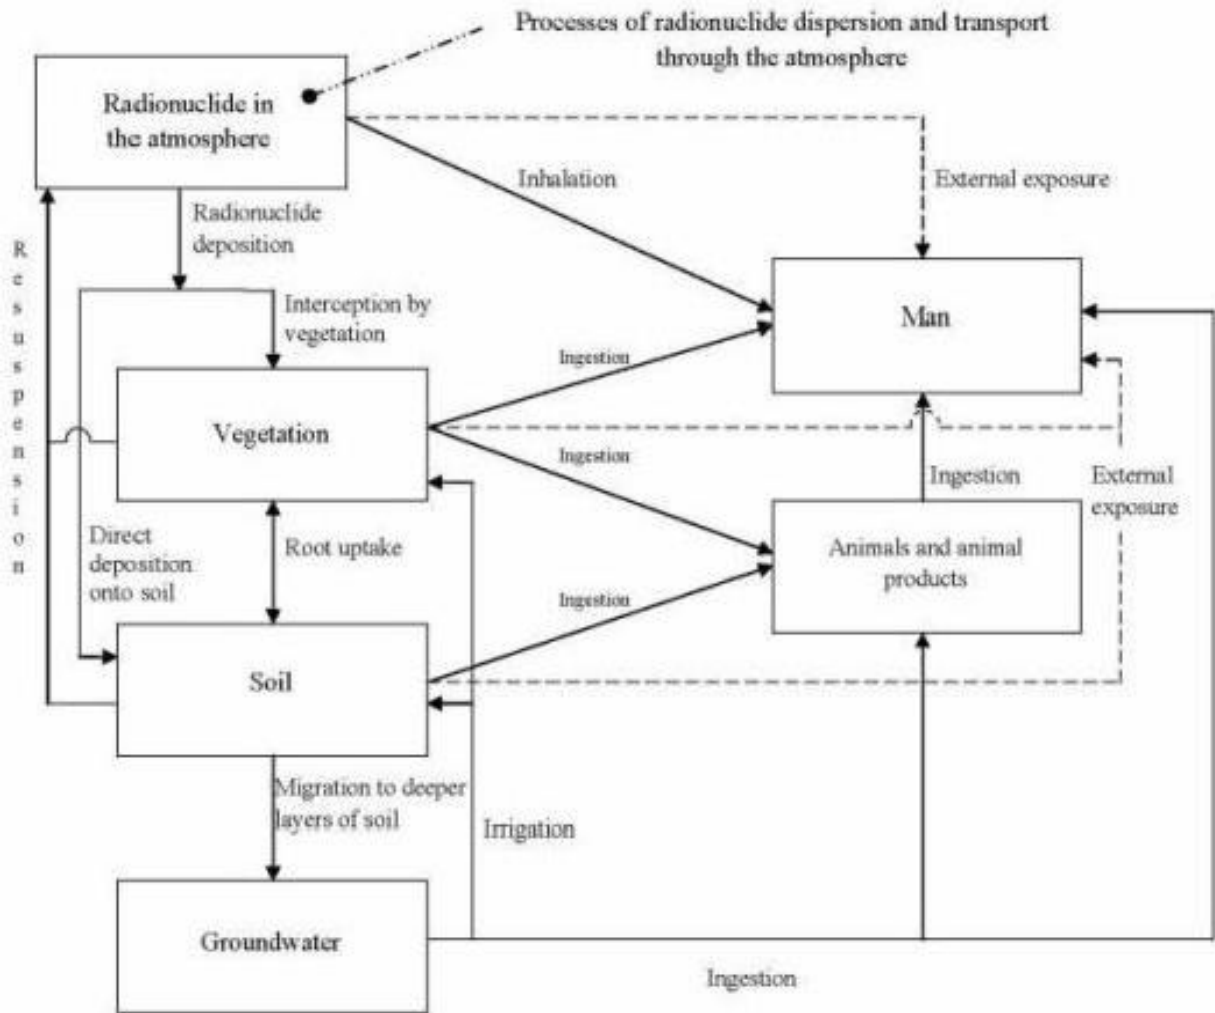 Processes of radionuclide dispersion and transport
through the atmosphere
Radionuclide in
the atmosphere
Inhalation
External exposure
Radionuclide
deposition
Resuspension
Interception by
vegetation
Man
Ingestion
Vegetation
Ingestion
Ingestion
External
exposure
Direct
deposition
onto soil
Root uptake
Animals and animal
products
Ingestion
Soil
Migration to deeper
layers of soil
Irrigation
Groundwater
Ingestion